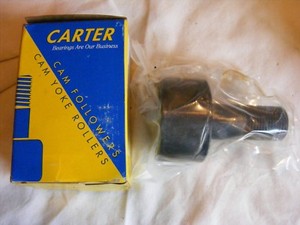 CARTER
Bearings Are Our Business
CAM FOLLOWERS
CAM YOKE ROLLERS